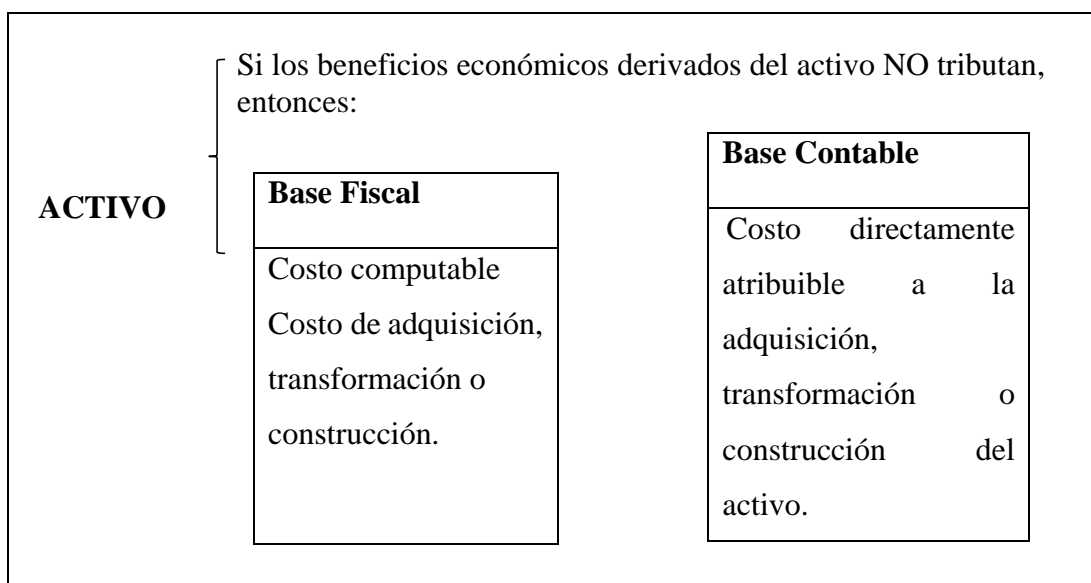 Si los beneficios económicos derivados del activo NO tributan,
entonces:
ACTIVO
Base Fiscal
Costo computable
Costo de adquisición,
transformación o
construcción.
Base Contable
Costo directamente
atribuible a la
adquisición,
transformación o
construcción del
activo.